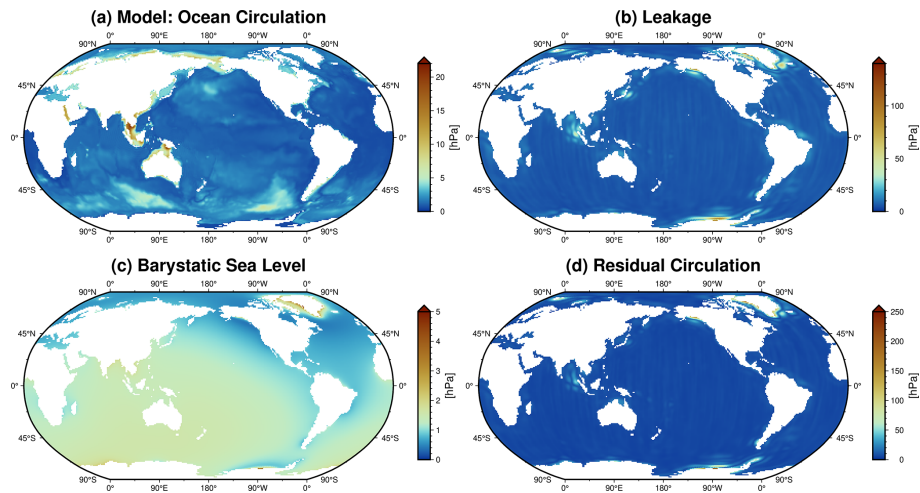 (a) Model: Ocean Circulation
90°N 0° 90°E 180° 90°W 0° 90°N
45°N 45°N
0° 0°
45°S 45°S
90°S 0° 90°E 180° 90°W 0° 90°S
20
15
10
5
0
[hPa]
(b) Leakage
90°N 0° 90°E 180° 90°W 0° 90°N
45°N 45°N
0° 0°
45°S 45°S
90°S 0° 90°E 180° 90°W 0° 90°S
100
50
0
[hPa]
(c) Barystatic Sea Level
90°N 0° 90°E 180° 90°W 0° 90°N
45°N 45°N
0° 0°
45°S 45°S
90°S 0° 90°E 180° 90°W 0° 90°S
5
4
3
2
1
0
[hPa]
(d) Residual Circulation
90°N 0° 90°E 180° 90°W 0° 90°N
45°N 45°N
0° 0°
45°S 45°S
90°S 0° 90°E 180° 90°W 0° 90°S
250
200
150
100
50
0
[hPa]